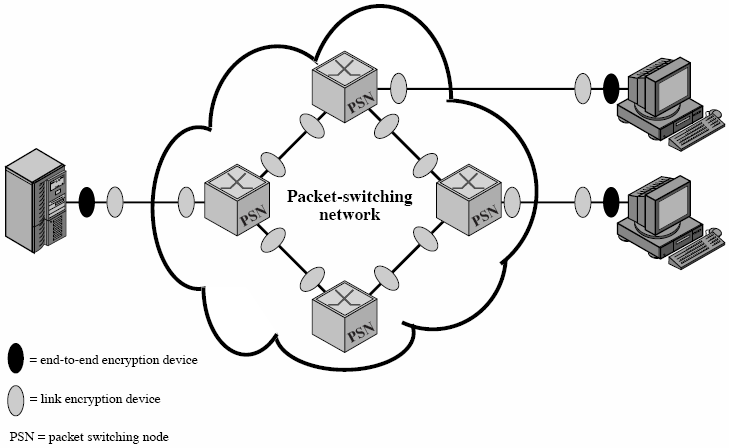 PSN
PSN
Packet-switching
network
PSN
PSN
= end-to-end encryption device
= link encryption device
PSN = packet switching node